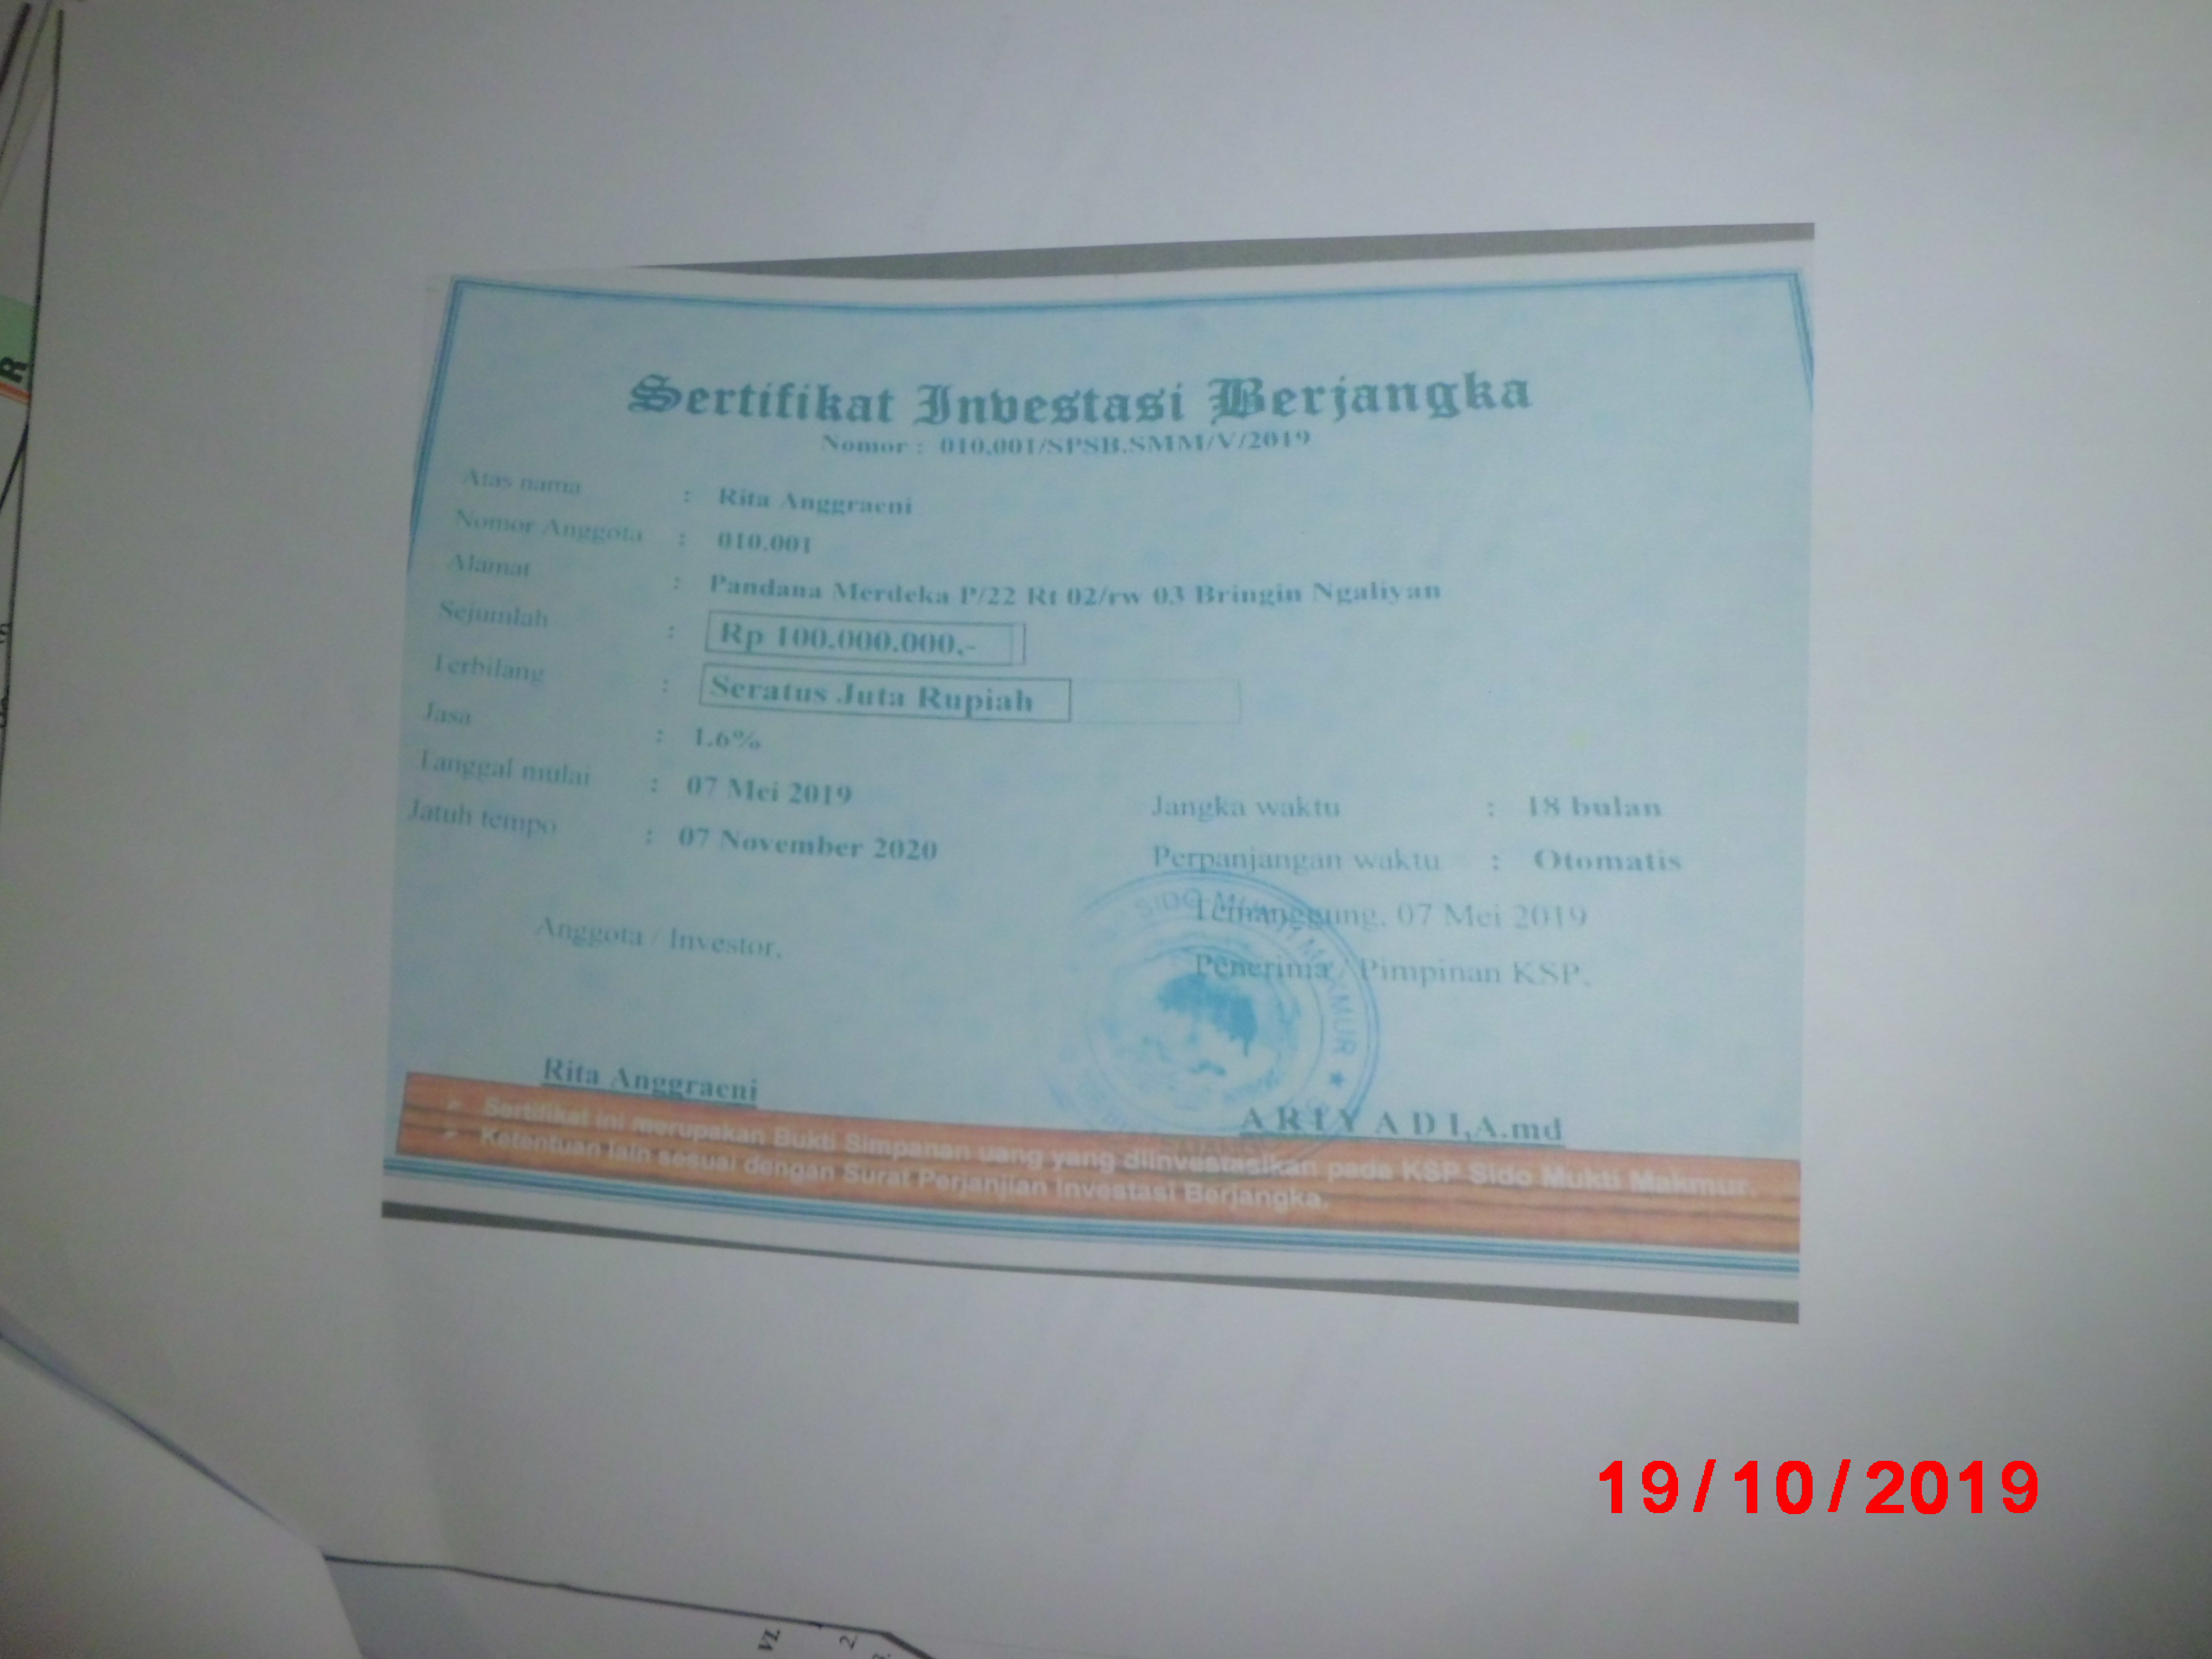 Sertifikat Investasi Berjangka
Nomor : 010.001/SPSB.SMM/V/2019
Atas nama : Rita Anggraeni
Nomor Anggota : 010.001
Alamat : Pandana Merdeka P/22 Rt 02/rw 03 Bringin Ngaliyan
Sejumlah : Rp 100.000.000,-
Terbilang : Seratus Juta Rupiah
Jasa : 1.6%
Tanggal mulai : 07 Mei 2019
Jangka waktu : 18 bulan
Jatuh tempo : 07 November 2020
Perpanjangan waktu : Otomatis
Temanggung, 07 Mei 2019
Anggota / Investor,
Penerima / Pimpinan KSP,
SIDO MUKTI MAKMUR
Rita Anggraeni
A R I Y A D I,A.md
➤ Sertifikat ini merupakan Bukti Simpanan uang yang diinvestasikan pada KSP Sido Mukti Makmur.
➤ Ketentuan lain sesuai dengan Surat Perjanjian Investasi Berjangka.
19/10/2019
R
VI.
2.